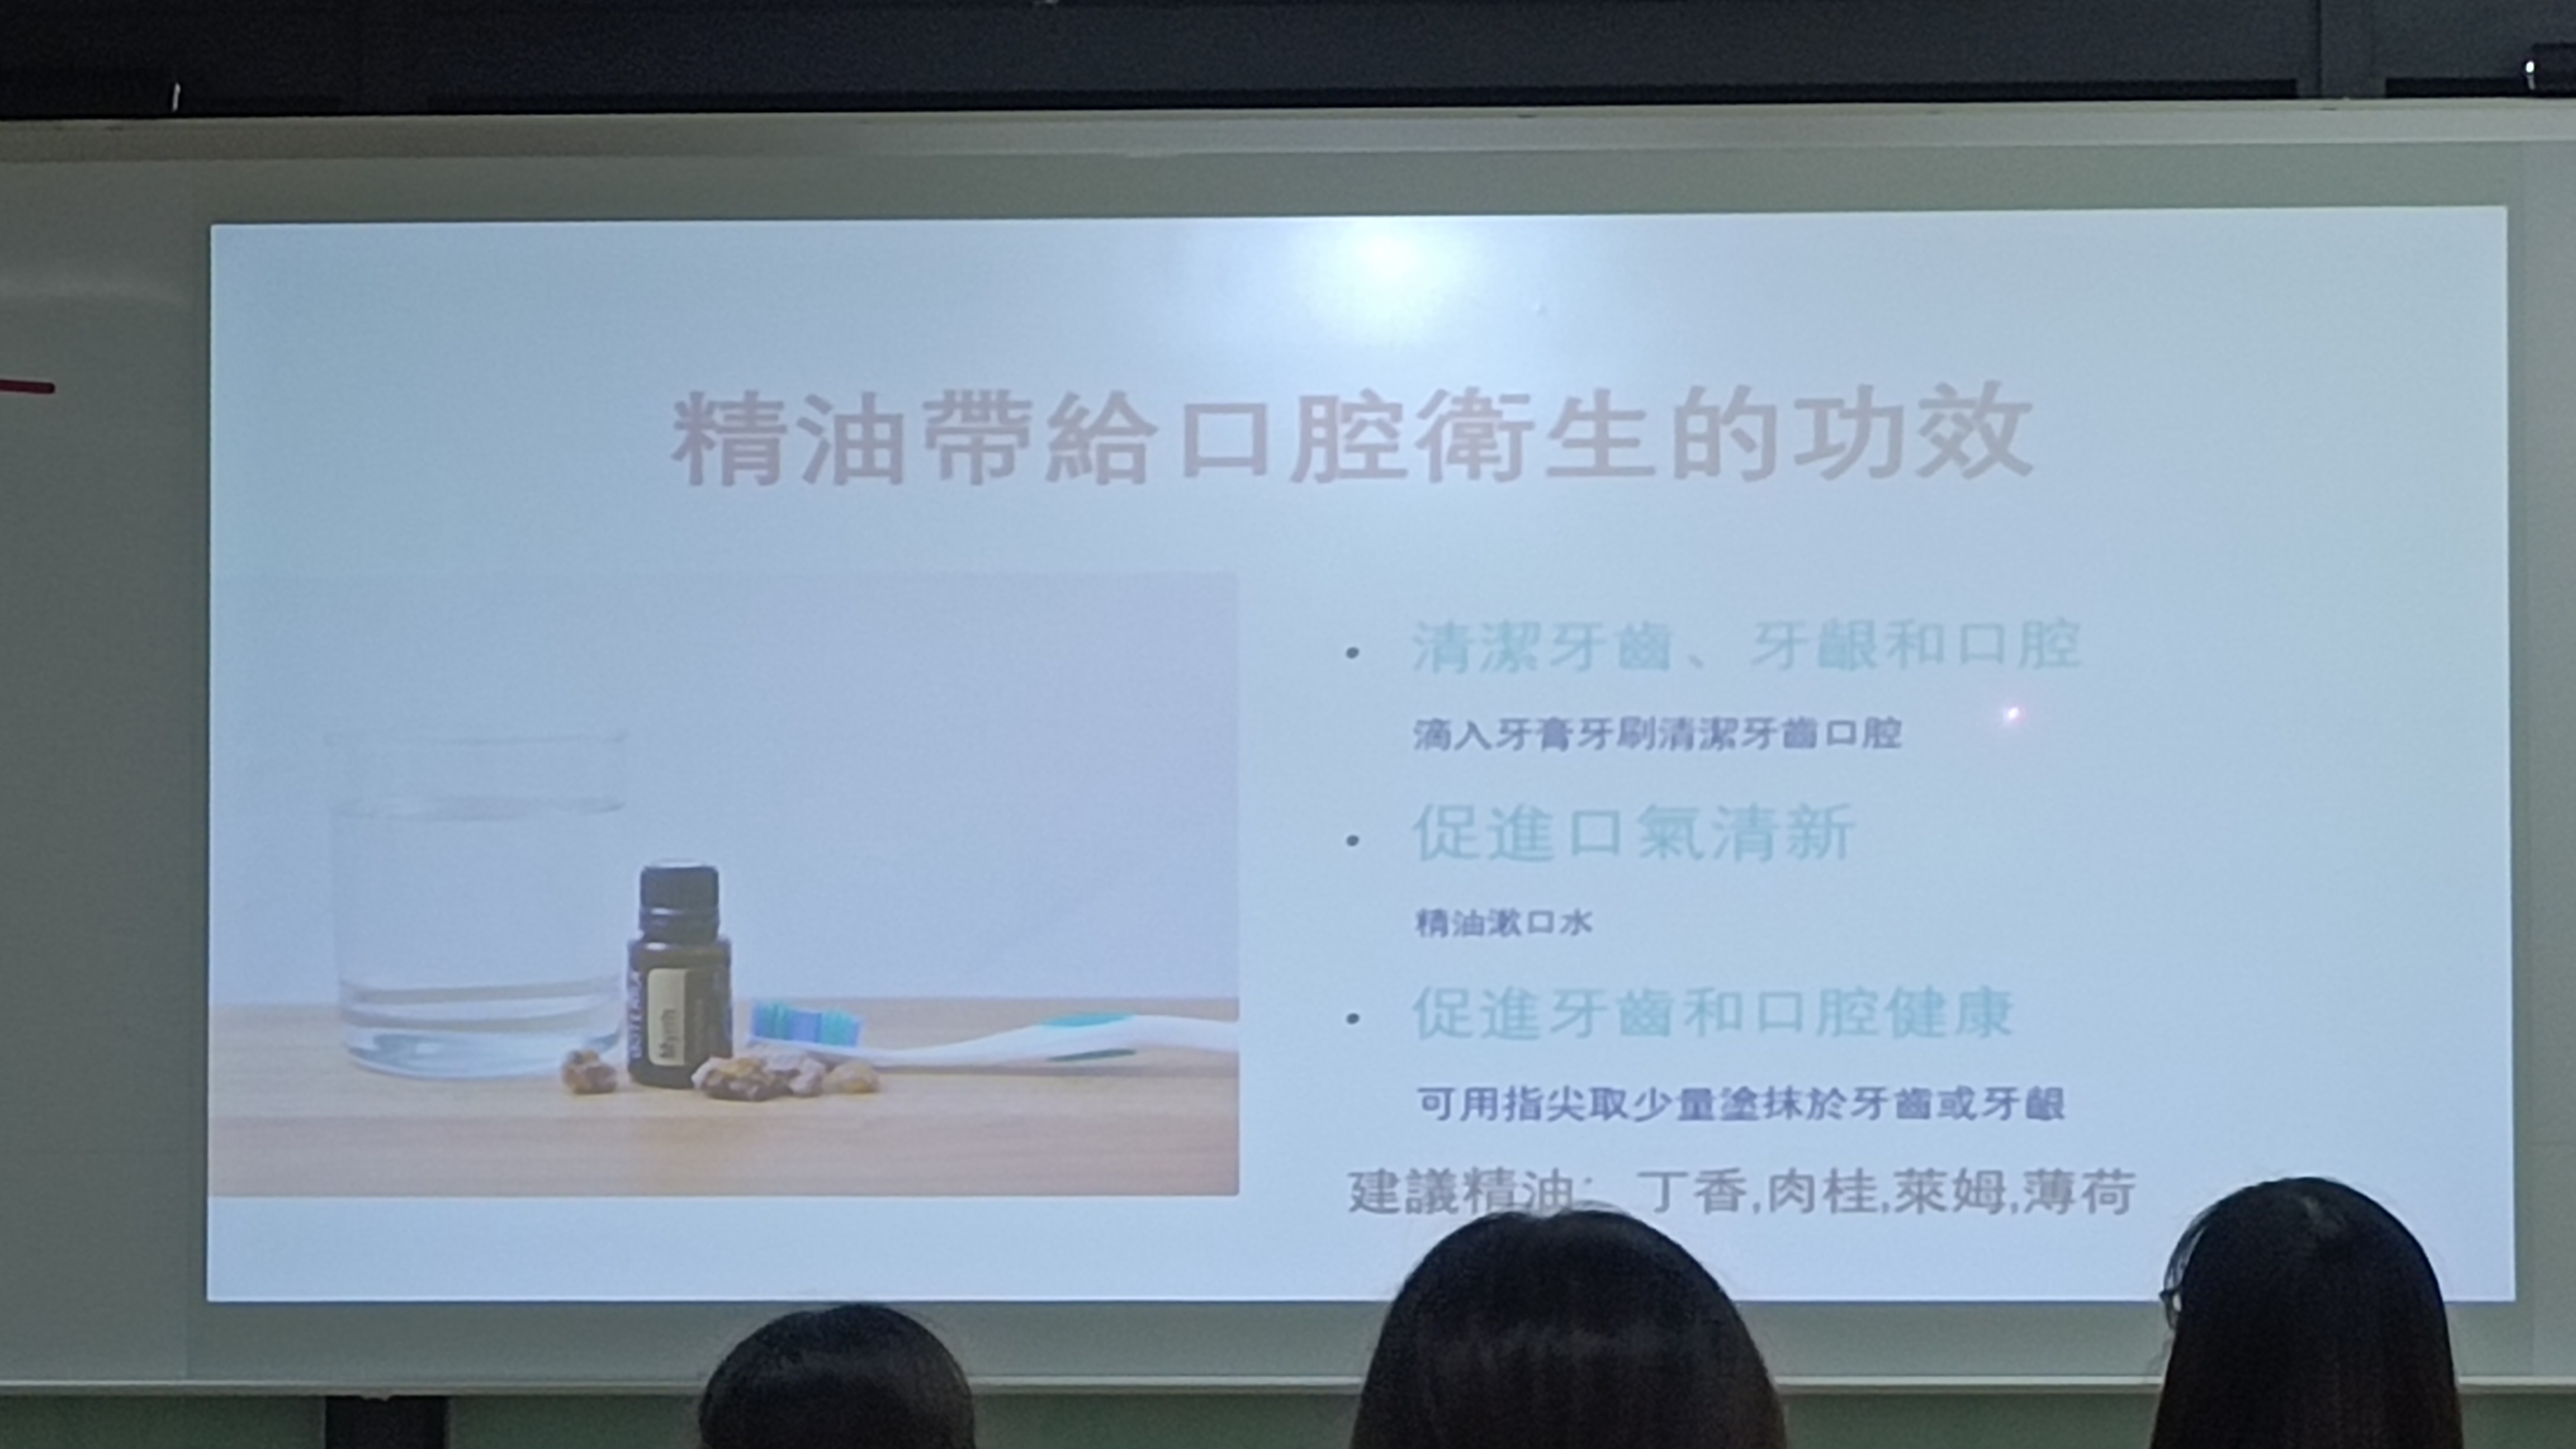 精油帶給口腔衛生的功效
清潔牙齒、牙齦和口腔
滴入牙膏牙刷清潔牙齒口腔
促進口氣清新
精油漱口水
促進牙齒和口腔健康
可用指尖取少量塗抹於牙齒或牙齦
建議精油: 丁香,肉桂,萊姆,薄荷
Myrrh